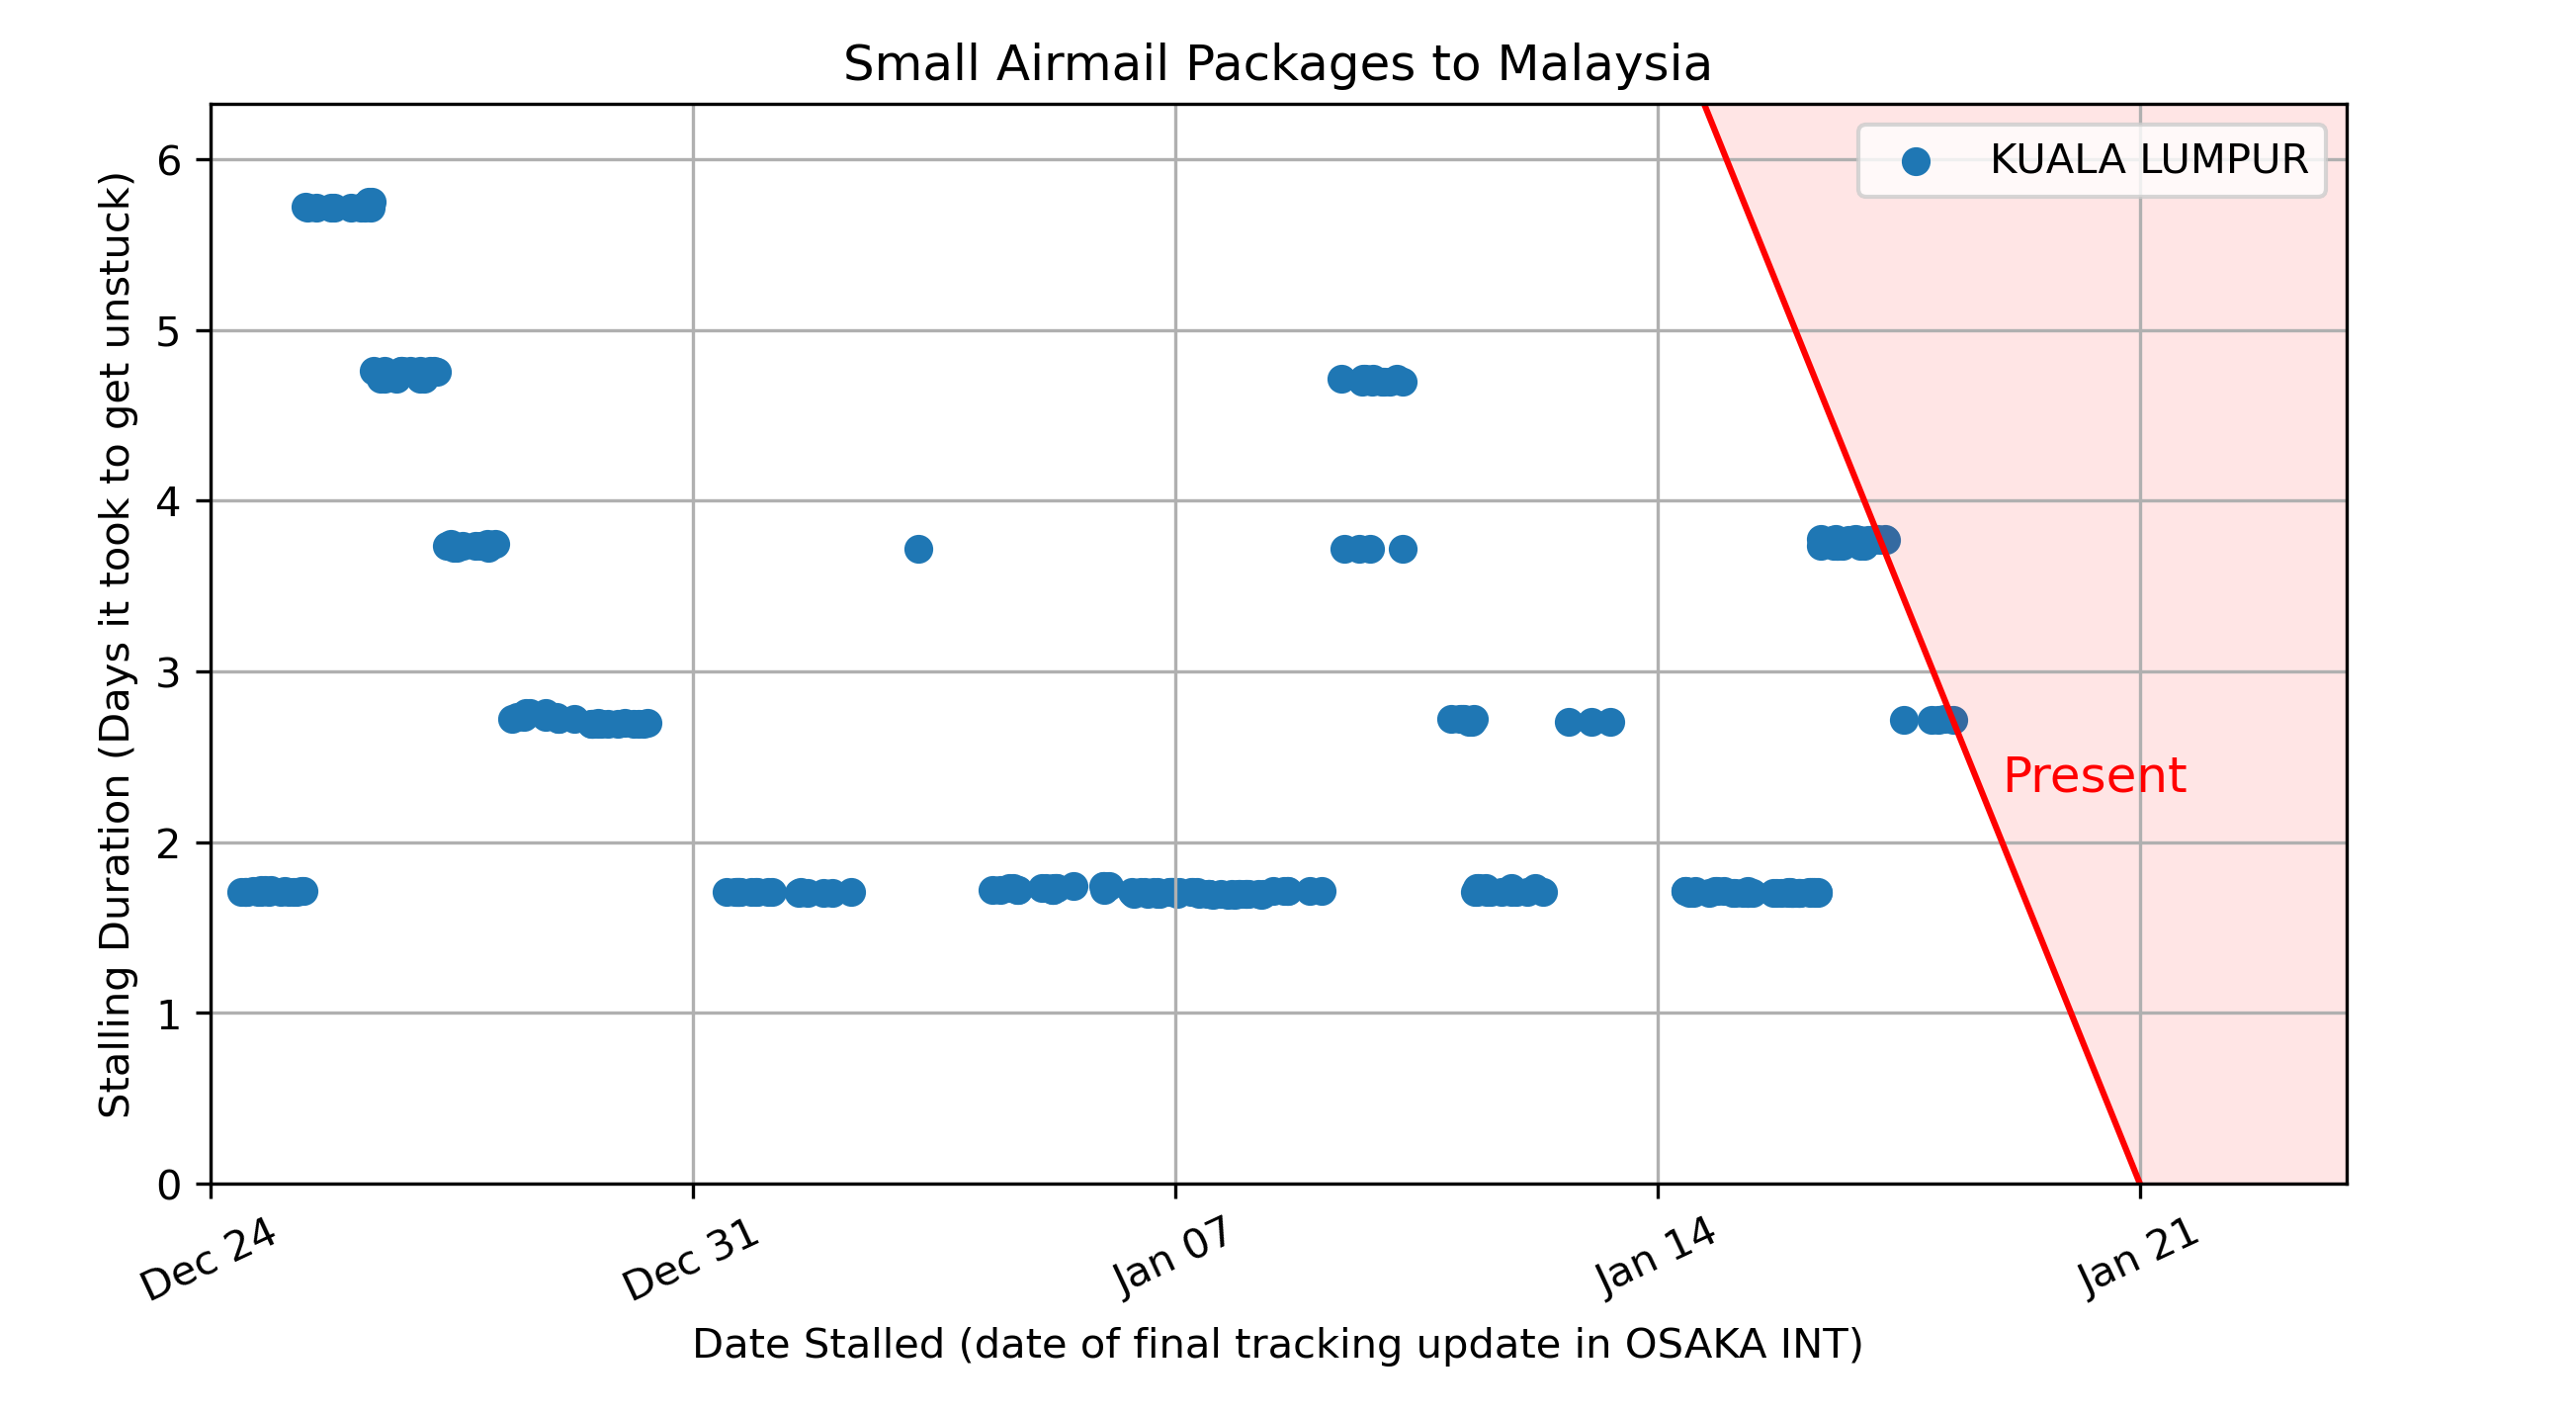 Small Airmail Packages to Malaysia
KUALA LUMPUR
Stalling Duration (Days it took to get unstuck)
6
5
4
3
2
1
0
Present
Dec 24
Dec 31
Jan 07
Jan 14
Jan 21
Date Stalled (date of final tracking update in OSAKA INT)